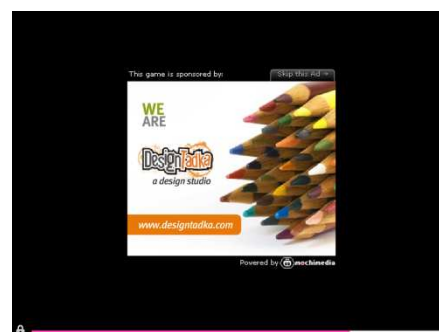 This game is sponsored by:
Skip this Ad
WE
ARE
DesignTadka
a design studio
www.designtadka.com
Powered by mochimedia